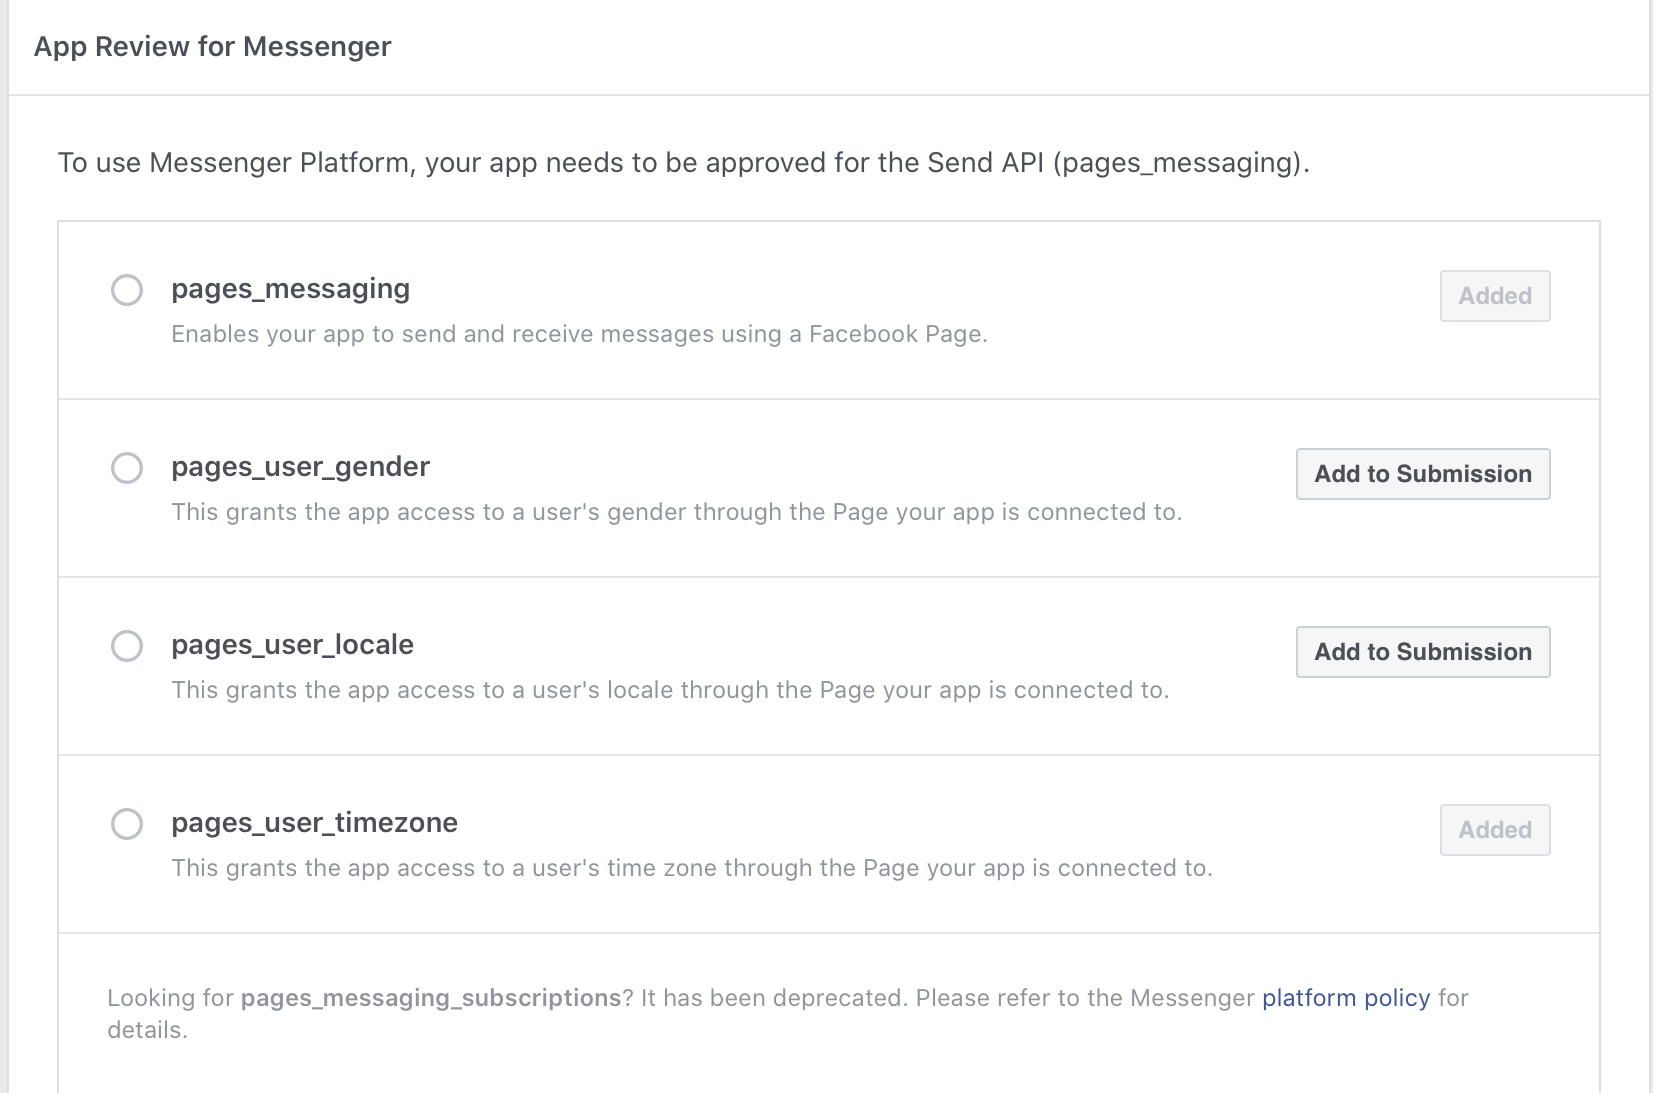 App Review for Messenger
To use Messenger Platform, your app needs to be approved for the Send API (pages_messaging).
pages_messaging
Added
Enables your app to send and receive messages using a Facebook Page.
pages_user_gender
Add to Submission
This grants the app access to a user's gender through the Page your app is connected to.
pages_user_locale
Add to Submission
This grants the app access to a user's locale through the Page your app is connected to.
pages_user_timezone
Added
This grants the app access to a user's time zone through the Page your app is connected to.
Looking for pages_messaging_subscriptions? It has been deprecated. Please refer to the Messenger platform policy for
details.